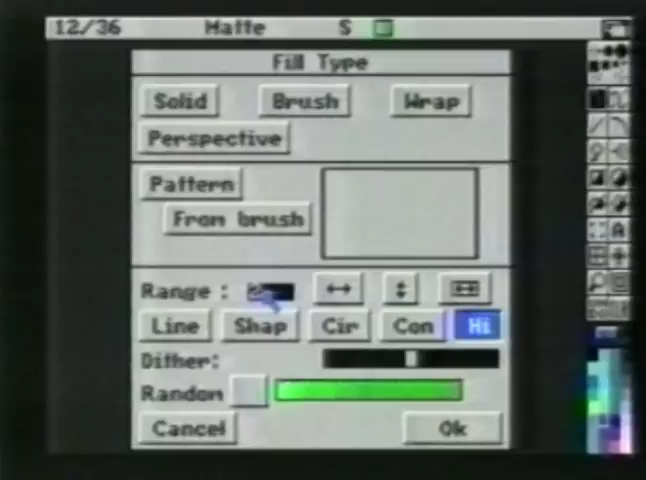 12/36 Matte S
Fill Type
Solid Brush Wrap
Perspective
Pattern
From brush
Range :
Line Shap Cir Con Hi
Dither:
Random
Cancel Ok